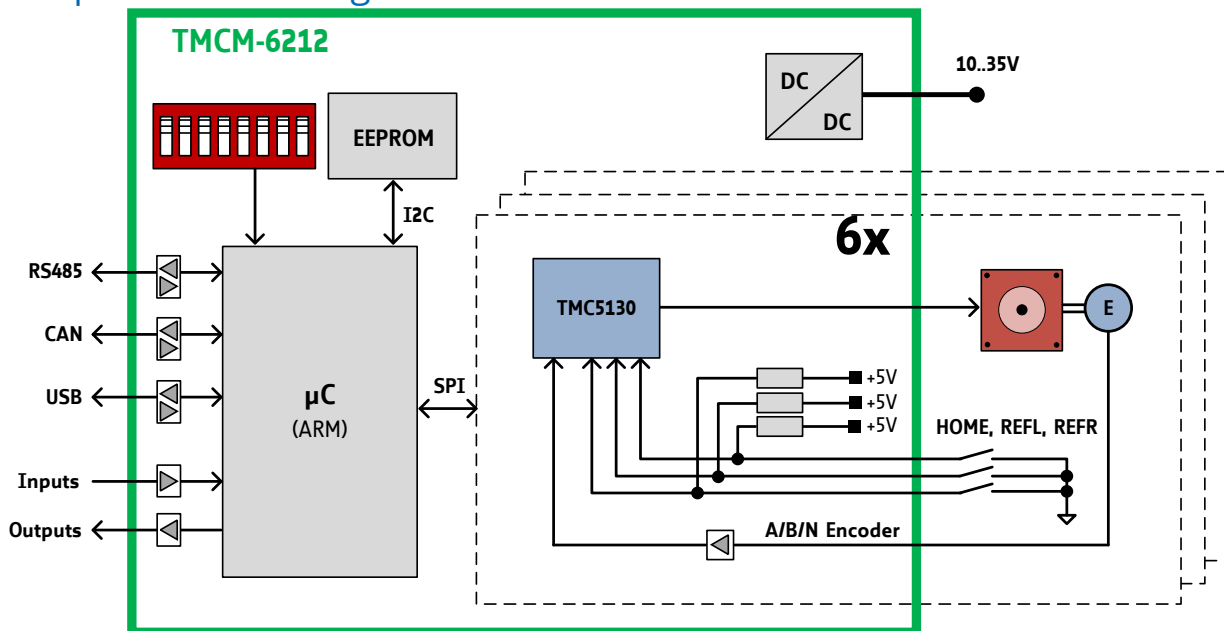 TMCM-6212
10..35V
DC
DC
EEPROM
I2C
6x
RS485
TMC5130
E
CAN
+5V
SPI
USB
µC
+5V
(ARM)
+5V
HOME, REFL, REFR
Inputs
Outputs
A/B/N Encoder